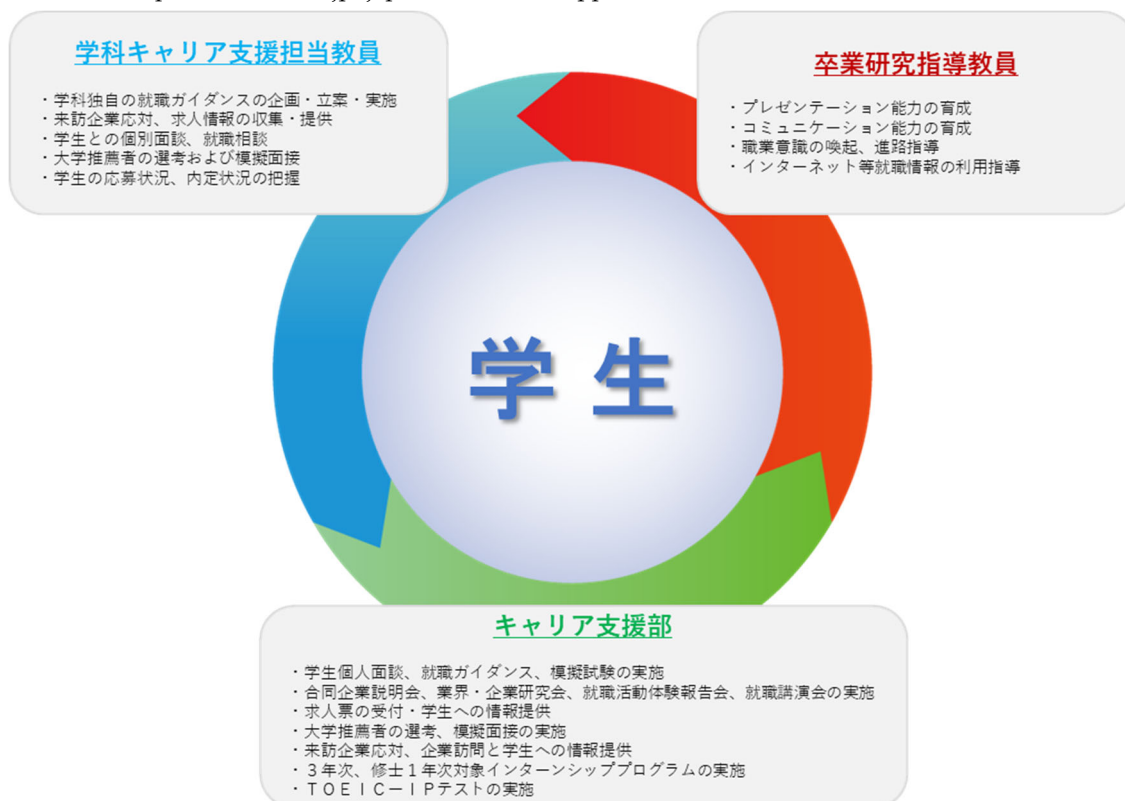 学科キャリア支援担当教員
・学科独自の就職ガイダンスの企画・立案・実施
・来訪企業応対、求人情報の収集・提供
・学生との個別面談、就職相談
・大学推薦者の選考および模擬面接
・学生の応募状況、内定状況の把握
卒業研究指導教員
・プレゼンテーション能力の育成
・コミュニケーション能力の育成
・職業意識の喚起、進路指導
・インターネット等就職情報の利用指導
学生
キャリア支援部
・学生個人面談、就職ガイダンス、模擬試験の実施
・合同企業説明会、業界・企業研究会、就職活動体験報告会、就職講演会の実施
・求人票の受付・学生への情報提供
・大学推薦者の選考、模擬面接の実施
・来訪企業応対、企業訪問と学生への情報提供
・３年次、修士１年次対象インターンシッププログラムの実施
・ＴＯＥＩＣーＩＰテストの実施